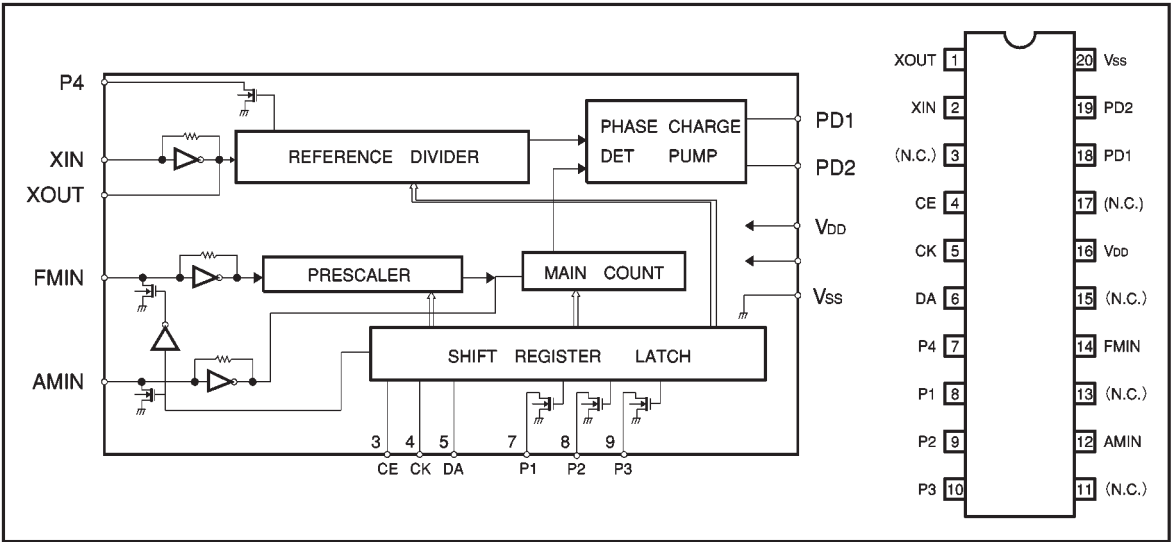 P4
XIN
XOUT
FMIN
AMIN
REFERENCE DIVIDER
PHASE CHARGE
DET PUMP
PRESCALER
MAIN COUNT
SHIFT REGISTER LATCH
PD1
PD2
VDD
VSS
3 4 5 7 8 9
CE CK DA P1 P2 P3
XOUT 1 20 VSS
XIN 2 19 PD2
(N.C.) 3 18 PD1
CE 4 17 (N.C.)
CK 5 16 VDD
DA 6 15 (N.C.)
P4 7 14 FMIN
P1 8 13 (N.C.)
P2 9 12 AMIN
P3 10 11 (N.C.)